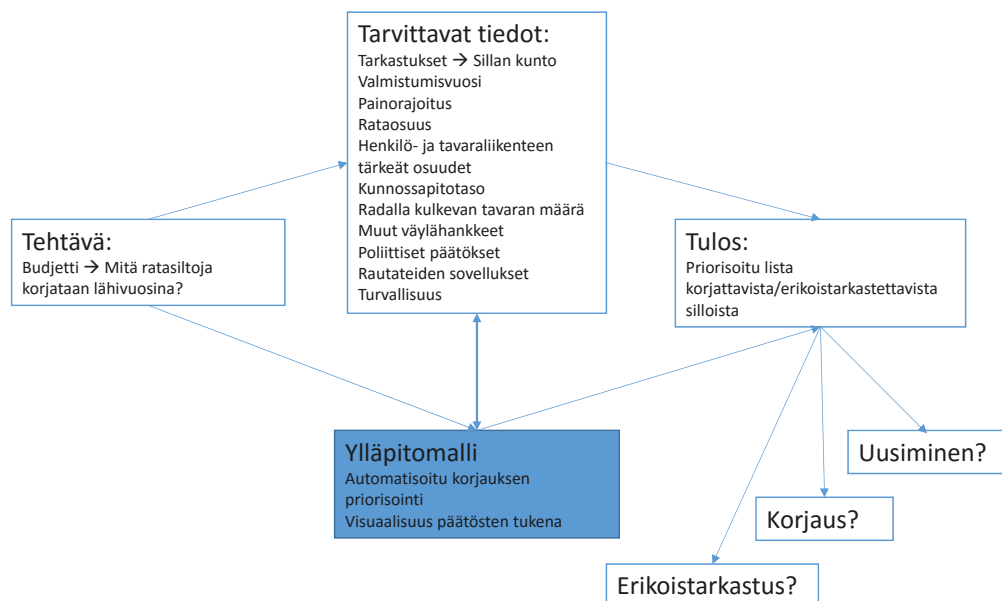 Tarvittavat tiedot:
Tarkastukset → Sillan kunto
Valmistumisvuosi
Painorajoitus
Rataosuus
Henkilö- ja tavaraliikenteen
tärkeät osuudet
Kunnossapitotaso
Radalla kulkevan tavaran määrä
Muut väylähankkeet
Poliittiset päätökset
Rautateiden sovellukset
Turvallisuus
Tehtävä:
Budjetti → Mitä ratasiltoja
korjataan lähivuosina?
Tulos:
Priorisoitu lista
korjattavista/erikoistarkastettavista
silloista
Ylläpitomalli
Automatisoitu korjauksen
priorisointi
Visuaalisuus päätösten tukena
Uusiminen?
Korjaus?
Erikoistarkastus?